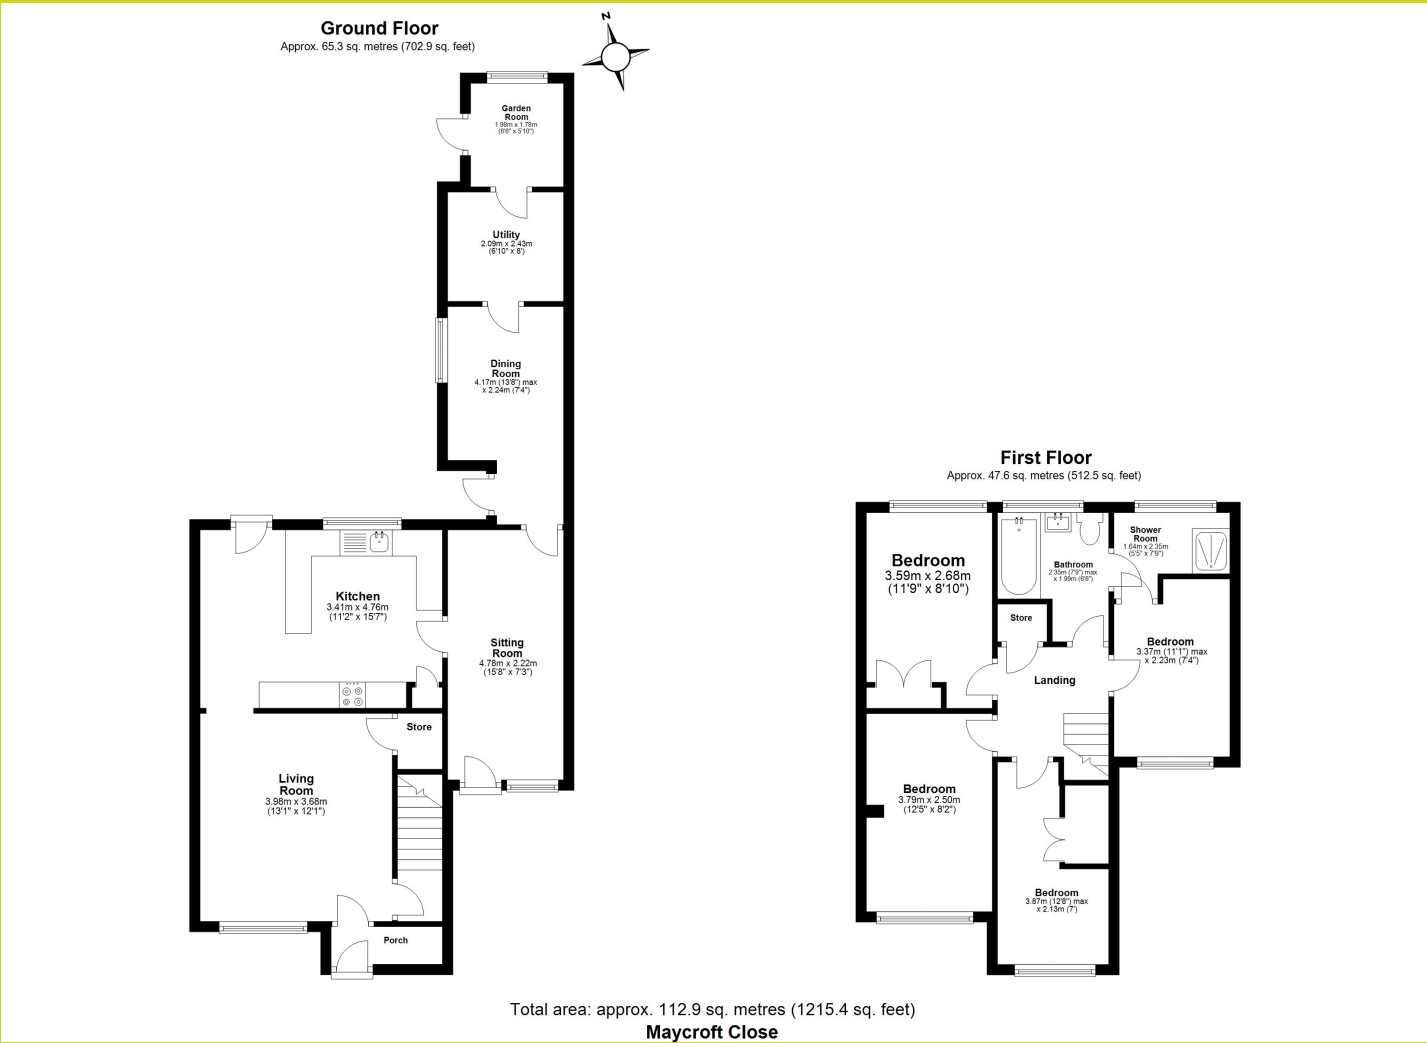 Ground Floor
Approx. 65.3 sq. metres (702.9 sq. feet)
N
Garden
Room
1.98m x 1.78m
(6'6" x 5'10")
Utility
2.09m x 2.43m
(6'10" x 8')
Dining
Room
4.17m (13'8") max
x 2.24m (7'4")
Kitchen
3.41m x 4.76m
(11'2" x 15'7")
Sitting
Room
4.78m x 2.22m
(15'8" x 7'3")
Store
Living
Room
3.98m x 3.68m
(13'1" x 12'1")
Porch
First Floor
Approx. 47.6 sq. metres (512.5 sq. feet)
Bedroom
3.59m x 2.68m
(11'9" x 8'10")
Bathroom
2.35m (7'9") max
x 1.99m (6'6")
Shower
Room
1.64m x 2.35m
(5'5" x 7'9")
Store
Bedroom
3.37m (11'1") max
x 2.23m (7'4")
Landing
Bedroom
3.79m x 2.50m
(12'5" x 8'2")
Bedroom
3.87m (12'8") max
x 2.13m (7')
Total area: approx. 112.9 sq. metres (1215.4 sq. feet)
Maycroft Close